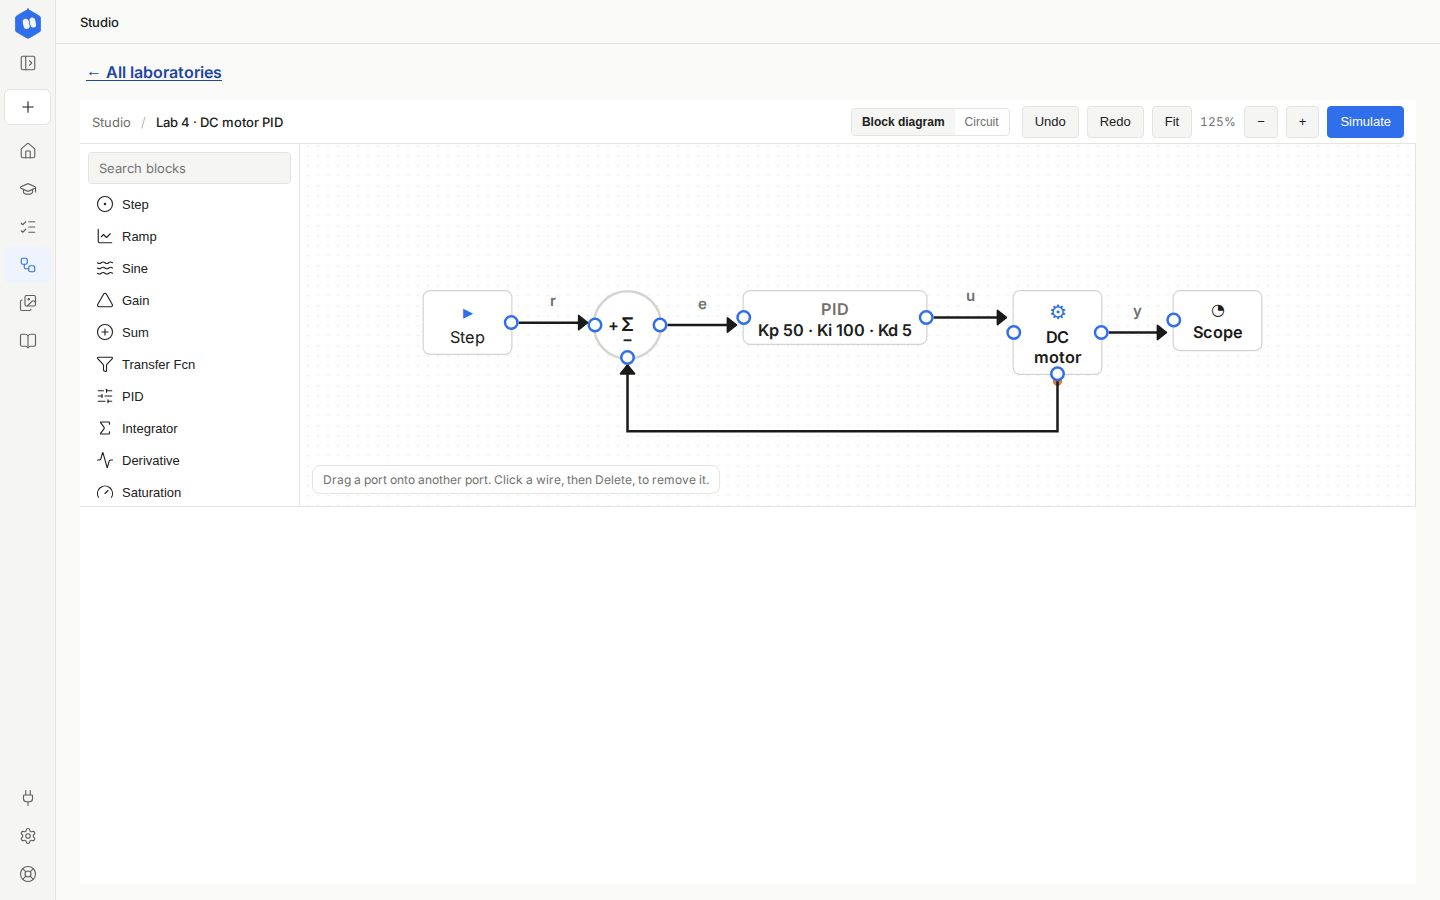 Studio
← All laboratories
Studio / Lab 4 · DC motor PID
Block diagram
Circuit
Undo
Redo
Fit
125%
−
+
Simulate
Search blocks
Step
Ramp
Sine
Gain
Sum
Transfer Fcn
PID
Integrator
Derivative
Saturation
Step
r
+ Σ
−
e
PID
Kp 50 · Ki 100 · Kd 5
u
DC
motor
y
Scope
Drag a port onto another port. Click a wire, then Delete, to remove it.